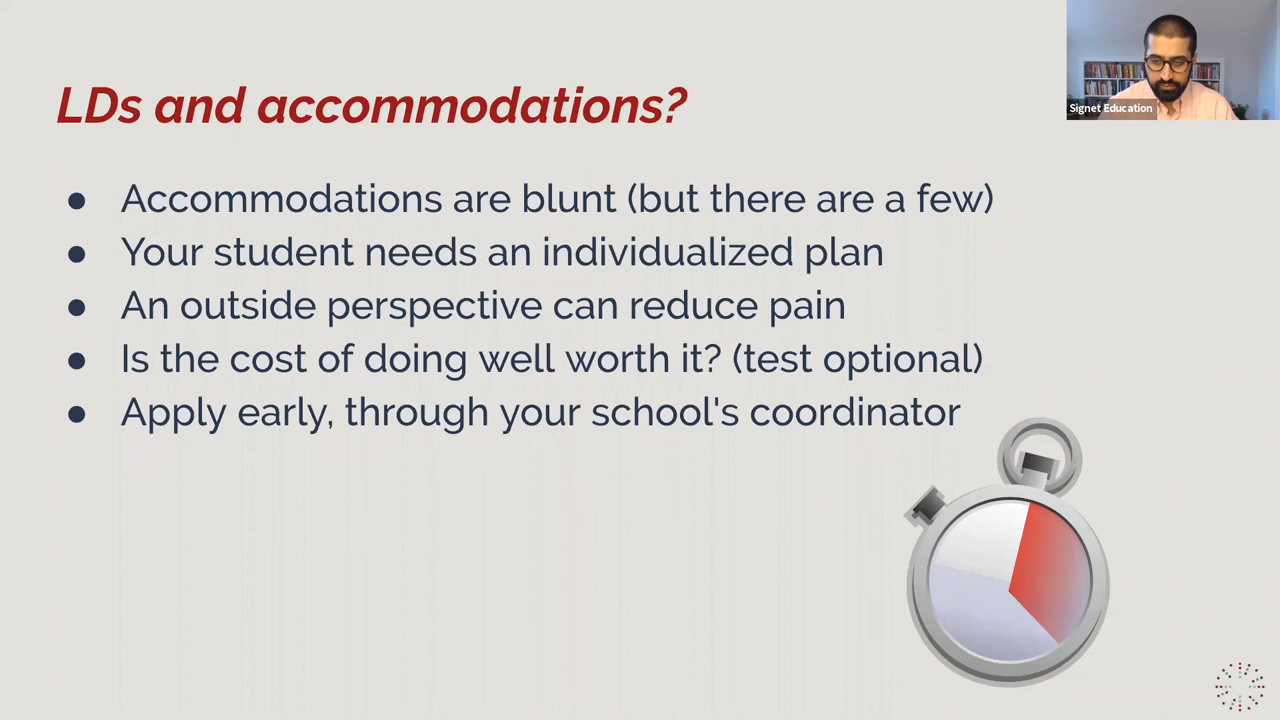 LDs and accommodations?
Signet Education
● Accommodations are blunt (but there are a few)
● Your student needs an individualized plan
● An outside perspective can reduce pain
● Is the cost of doing well worth it? (test optional)
● Apply early, through your school's coordinator